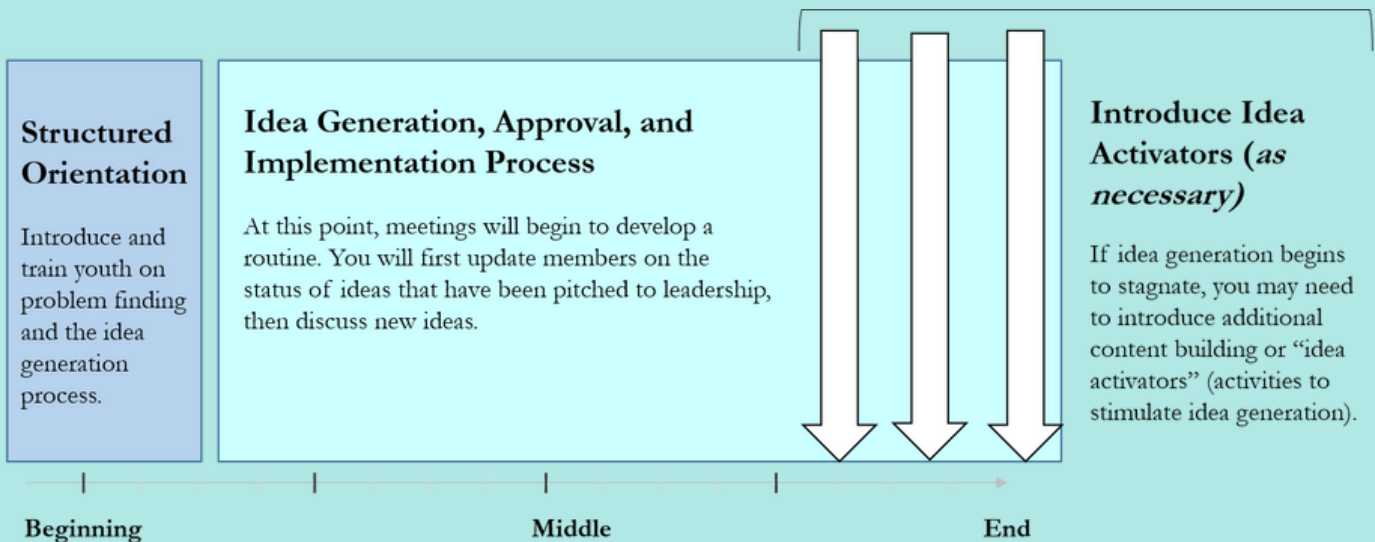 Structured
Orientation
Introduce and
train youth on
problem finding
and the idea
generation
process.
Idea Generation, Approval, and
Implementation Process
At this point, meetings will begin to develop a
routine. You will first update members on the
status of ideas that have been pitched to leadership,
then discuss new ideas.
Introduce Idea
Activators (as
necessary)
If idea generation begins
to stagnate, you may need
to introduce additional
content building or “idea
activators” (activities to
stimulate idea generation).
Beginning
Middle
End